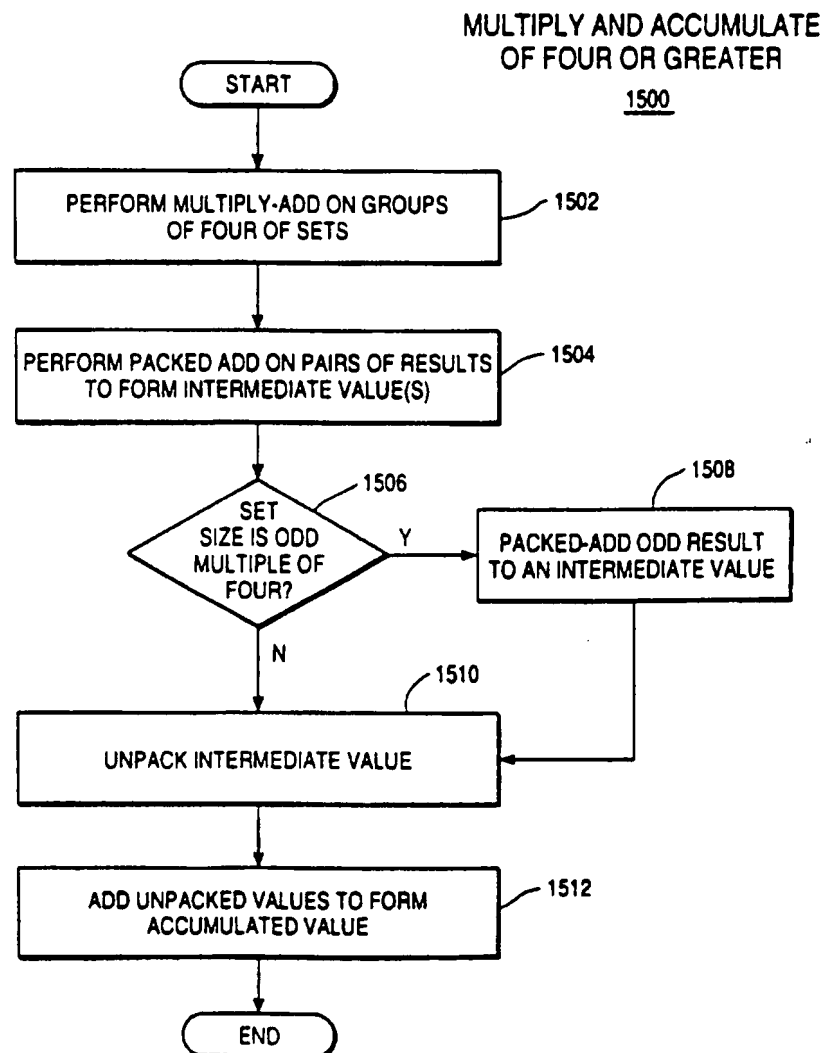 MULTIPLY AND ACCUMULATE
OF FOUR OR GREATER
1500
START
PERFORM MULTIPLY-ADD ON GROUPS
OF FOUR OF SETS
1502
PERFORM PACKED ADD ON PAIRS OF RESULTS
TO FORM INTERMEDIATE VALUE(S)
1504
1506
SET
SIZE IS ODD
MULTIPLE OF
FOUR?
Y
1508
PACKED-ADD ODD RESULT
TO AN INTERMEDIATE VALUE
N
1510
UNPACK INTERMEDIATE VALUE
ADD UNPACKED VALUES TO FORM
ACCUMULATED VALUE
1512
END